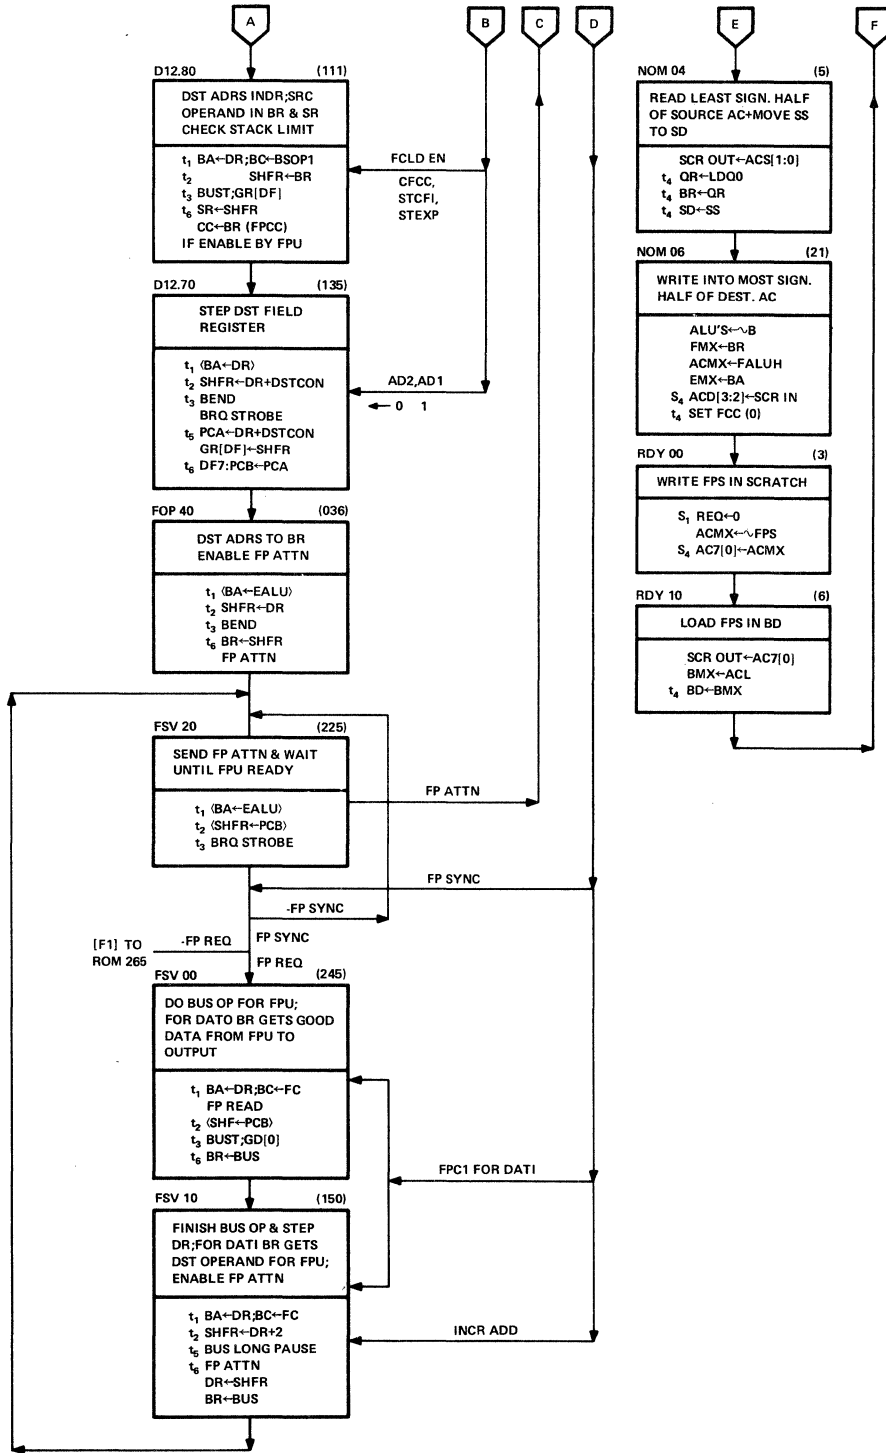 A
B
C
D
E
F
D12.80 (111)
DST ADRS INDR;SRC
OPERAND IN BR & SR
CHECK STACK LIMIT
t1 BA←DR;BC←BSOP1
t2 SHFR←BR
t3 BUST;GR[DF]
t6 SR←SHFR
CC←BR (FPCC)
IF ENABLE BY FPU
FCLD EN
CFCC,
STCFI,
STEXP
D12.70 (135)
STEP DST FIELD
REGISTER
t1 ⟨BA←DR⟩
t2 SHFR←DR+DSTCON
t3 BEND
BRQ STROBE
t5 PCA←DR+DSTCON
GR[DF]←SHFR
t6 DF7:PCB←PCA
AD2,AD1
← 0 1
FOP 40 (036)
DST ADRS TO BR
ENABLE FP ATTN
t1 ⟨BA←EALU⟩
t2 SHFR←DR
t3 BEND
t6 BR←SHFR
FP ATTN
FSV 20 (225)
SEND FP ATTN & WAIT
UNTIL FPU READY
t1 ⟨BA←EALU⟩
t2 ⟨SHFR←PCB⟩
t3 BRQ STROBE
FP ATTN
FP SYNC
-FP SYNC
[F1] TO
ROM 265
-FP REQ
FP SYNC
FP REQ
FSV 00 (245)
DO BUS OP FOR FPU;
FOR DATO BR GETS GOOD
DATA FROM FPU TO
OUTPUT
t1 BA←DR;BC←FC
FP READ
t2 ⟨SHF←PCB⟩
t3 BUST;GD[0]
t6 BR←BUS
FPC1 FOR DATI
FSV 10 (150)
FINISH BUS OP & STEP
DR;FOR DATI BR GETS
DST OPERAND FOR FPU;
ENABLE FP ATTN
t1 BA←DR;BC←FC
t2 SHFR←DR+2
t5 BUS LONG PAUSE
t6 FP ATTN
DR←SHFR
BR←BUS
INCR ADD
NOM 04 (5)
READ LEAST SIGN. HALF
OF SOURCE AC+MOVE SS
TO SD
SCR OUT←ACS[1:0]
t4 QR←LDQ0
t4 BR←QR
t4 SD←SS
NOM 06 (21)
WRITE INTO MOST SIGN.
HALF OF DEST. AC
ALU'S←∿B
FMX←BR
ACMX←FALUH
EMX←BA
S4 ACD[3:2]←SCR IN
t4 SET FCC (0)
RDY 00 (3)
WRITE FPS IN SCRATCH
S1 REQ←0
ACMX←∿FPS
S4 AC7[0]←ACMX
RDY 10 (6)
LOAD FPS IN BD
SCR OUT←AC7[0]
BMX←ACL
t4 BD←BMX